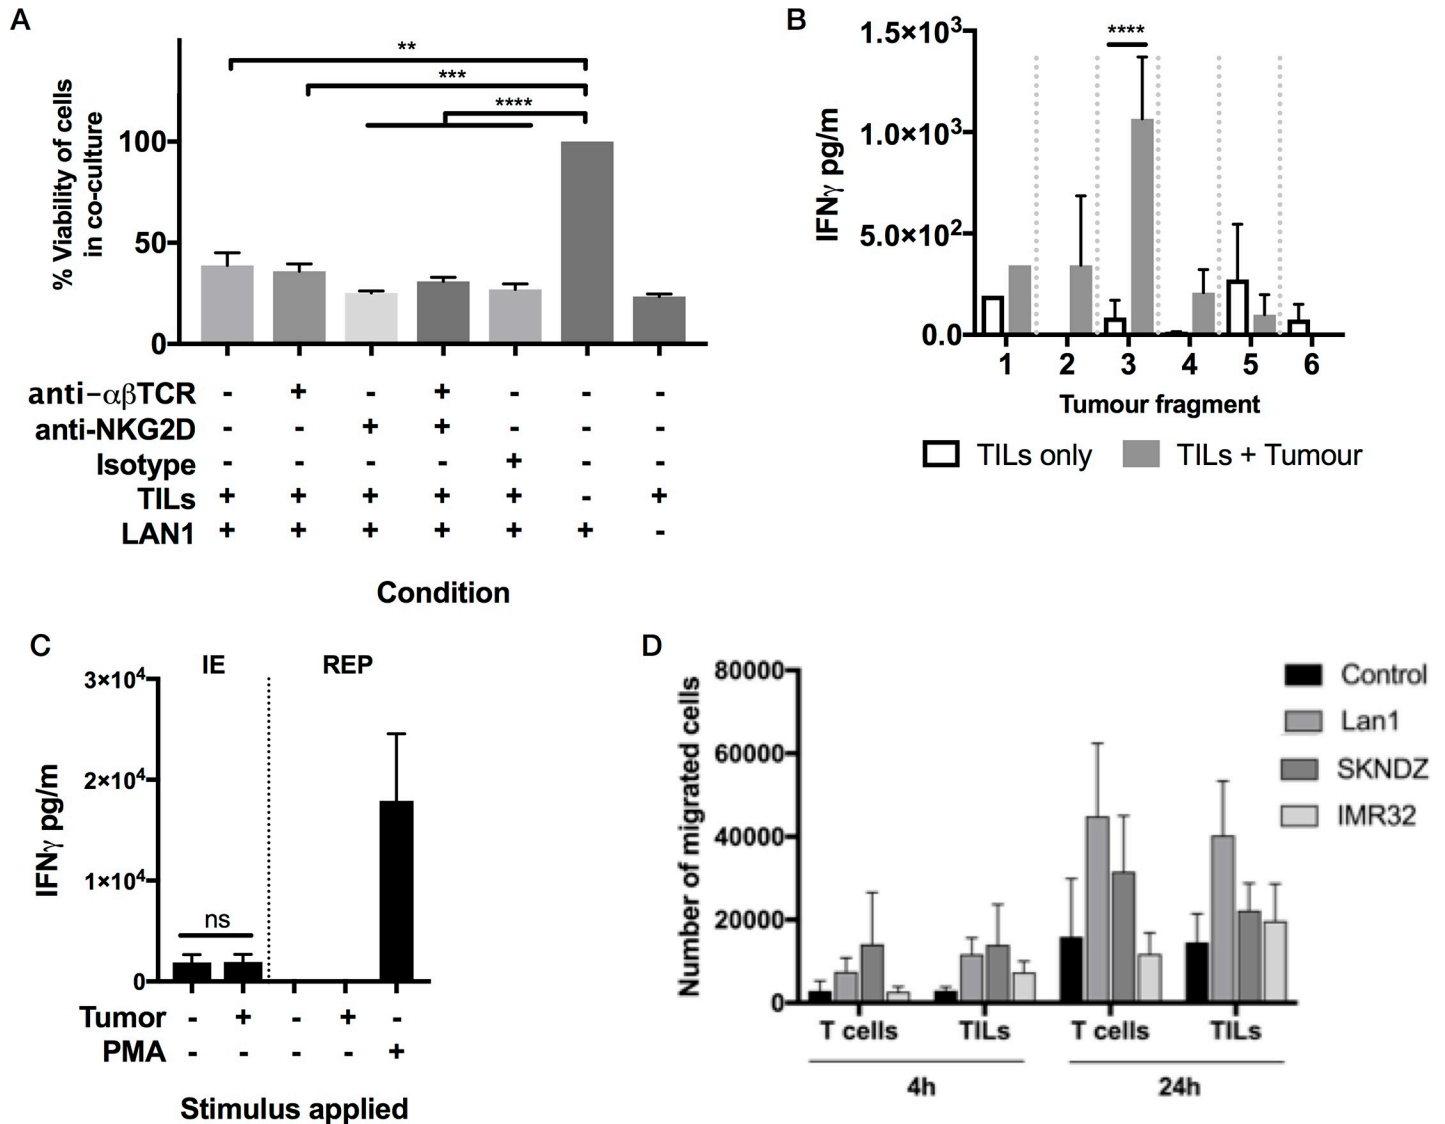 A
% Viability of cells
in co-culture
100
50
0
**
***
****
anti-αβTCR - + - + - - -
anti-NKG2D - - + + - - -
Isotype - - - - + - -
TILs + + + + + - +
LAN1 + + + + + + -
Condition
B
IFNγ pg/m
1.5×10³
1.0×10³
5.0×10²
0.0
****
1 2 3 4 5 6
Tumour fragment
TILs only
TILs + Tumour
C
IE REP
IFNγ pg/m
3×10⁴
2×10⁴
1×10⁴
0
ns
Tumor - + - + -
PMA - - - - +
Stimulus applied
D
Number of migrated cells
80000
60000
40000
20000
0
Control
Lan1
SKNDZ
IMR32
T cells TILs T cells TILs
4h 24h